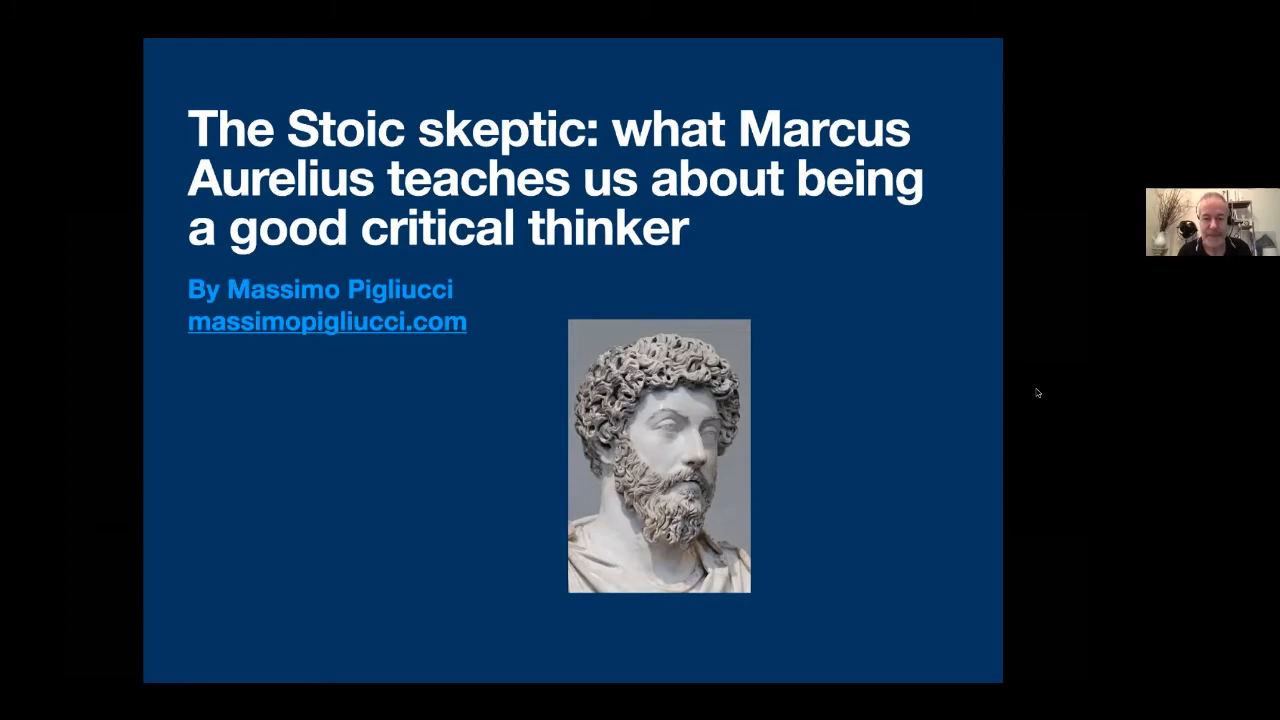 The Stoic skeptic: what Marcus
Aurelius teaches us about being
a good critical thinker
By Massimo Pigliucci
massimopigliucci.com